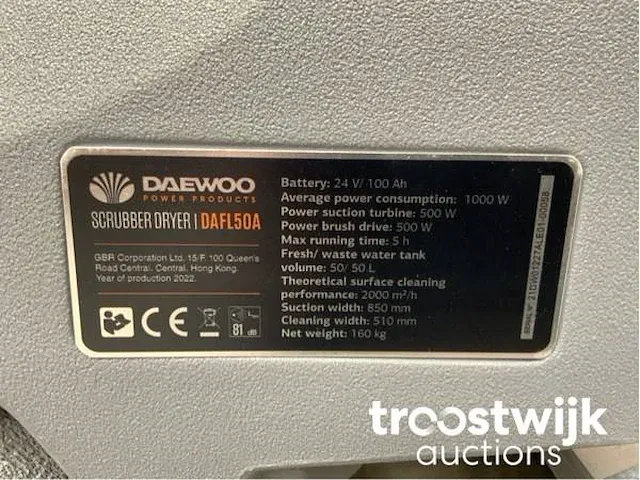 DAEWOO
POWER PRODUCTS
SCRUBBER DRYER | DAFL50A
GBR Corporation Ltd. 15/F. 100 Queen's
Road Central. Central. Hong Kong.
Year of production 2022.
CE
81 dB
Battery: 24 V/ 100 Ah
Average power consumption: 1000 W
Power suction turbine: 500 W
Power brush drive: 500 W
Max running time: 5 h
Fresh/ waste water tank
volume: 50/ 50 L
Theoretical surface cleaning
performance: 2000 m²/h
Suction width: 850 mm
Cleaning width: 510 mm
Net weight: 160 kg
troostwijk
auctions